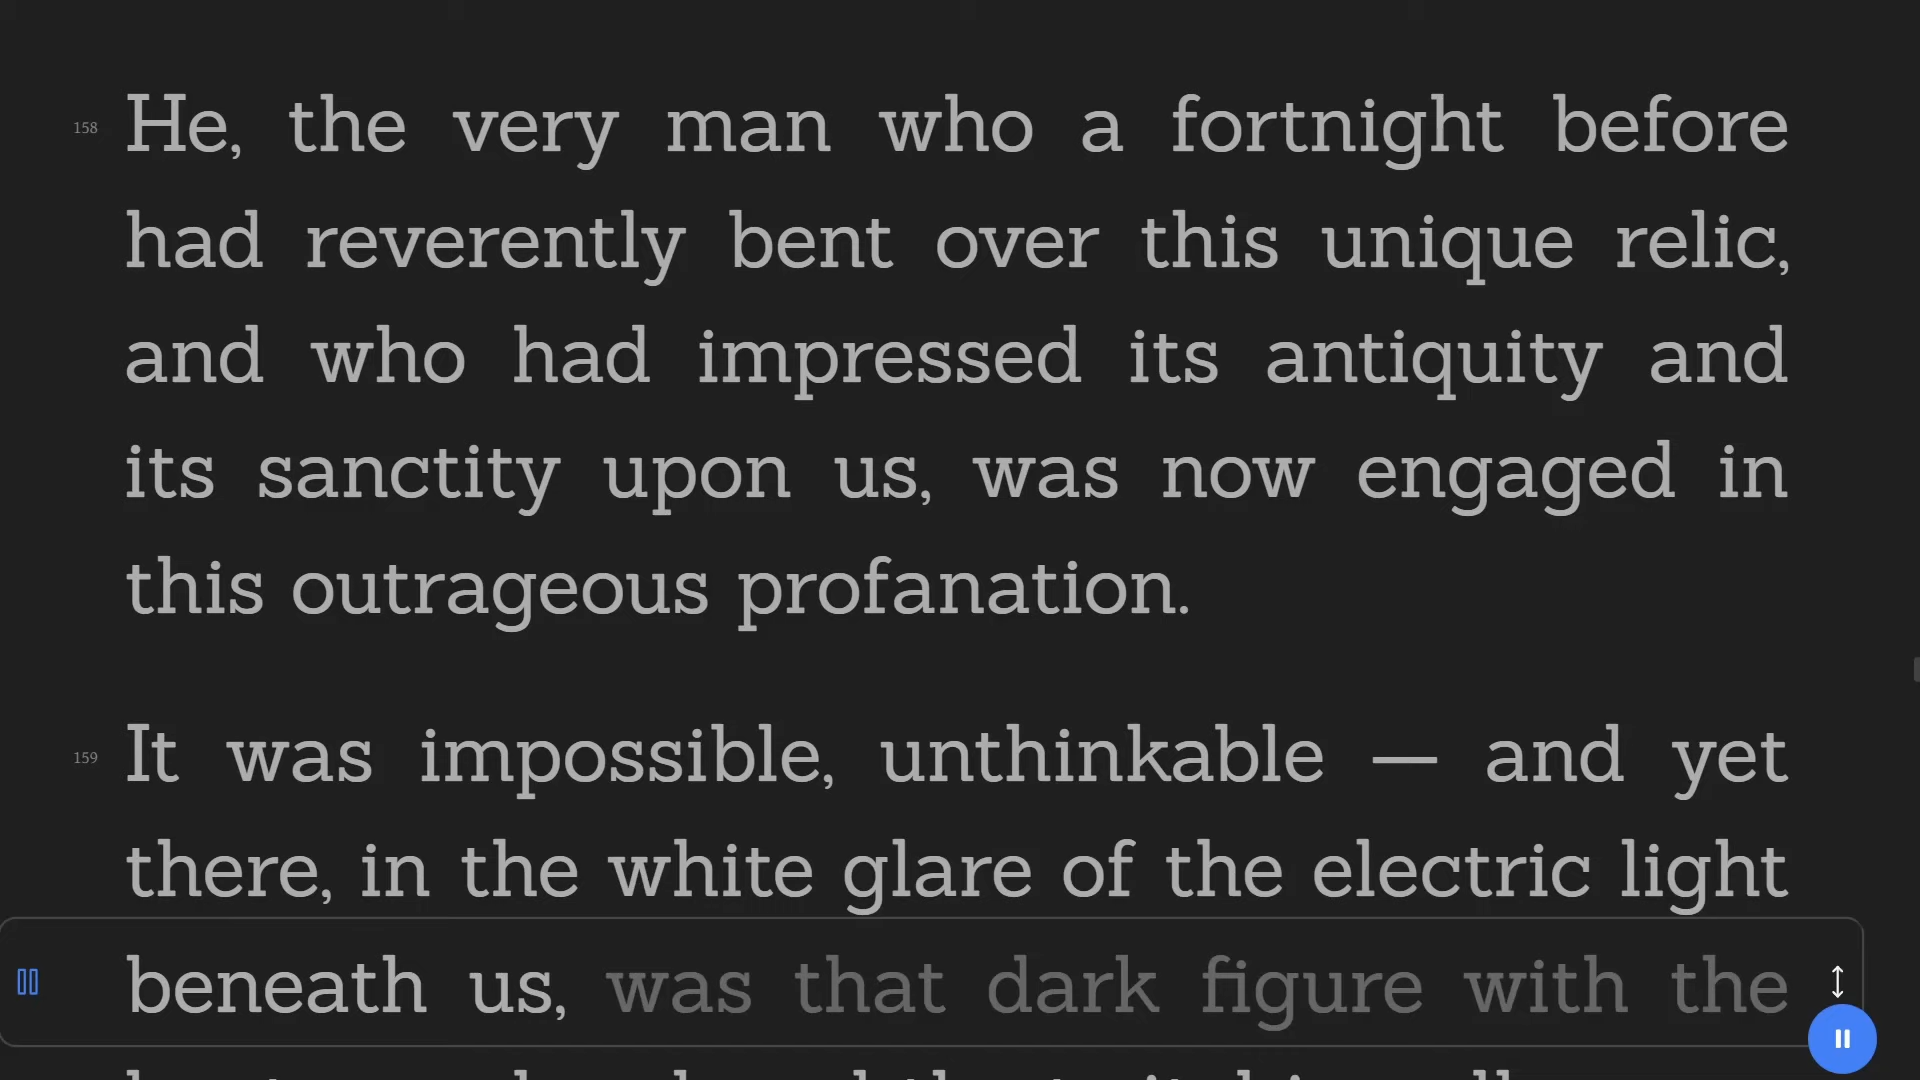 158
He, the very man who a fortnight before
had reverently bent over this unique relic,
and who had impressed its antiquity and
its sanctity upon us, was now engaged in
this outrageous profanation.
159
It was impossible, unthinkable — and yet
there, in the white glare of the electric light
beneath us, was that dark figure with the